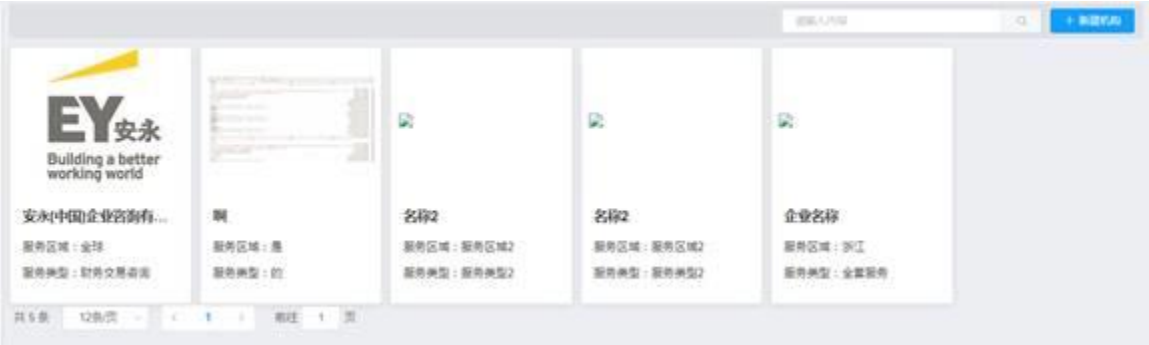 请输入内容
+ 新建机构
EY安永
Building a better
working world
安永(中国)企业咨询有...
服务区域：全球
服务类型：财务交易咨询
啊
服务区域：是
服务类型：的
名称2
服务区域：服务区域2
服务类型：服务类型2
名称2
服务区域：服务区域2
服务类型：服务类型2
企业名称
服务区域：浙江
服务类型：全套服务
共 5 条 12条/页 < 1 > 前往 1 页